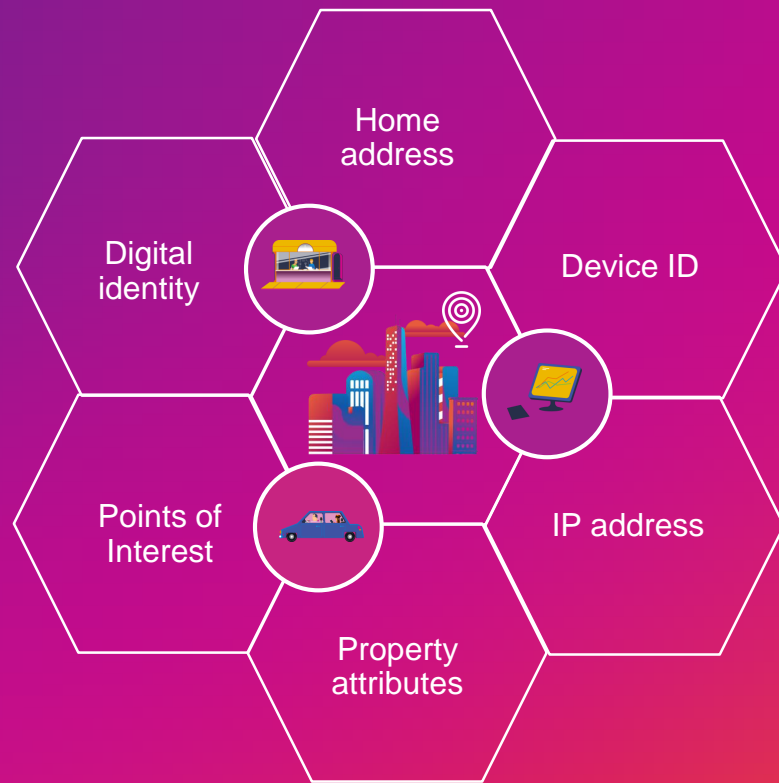 Home
address
Digital
identity
Device ID
Points of
Interest
IP address
Property
attributes